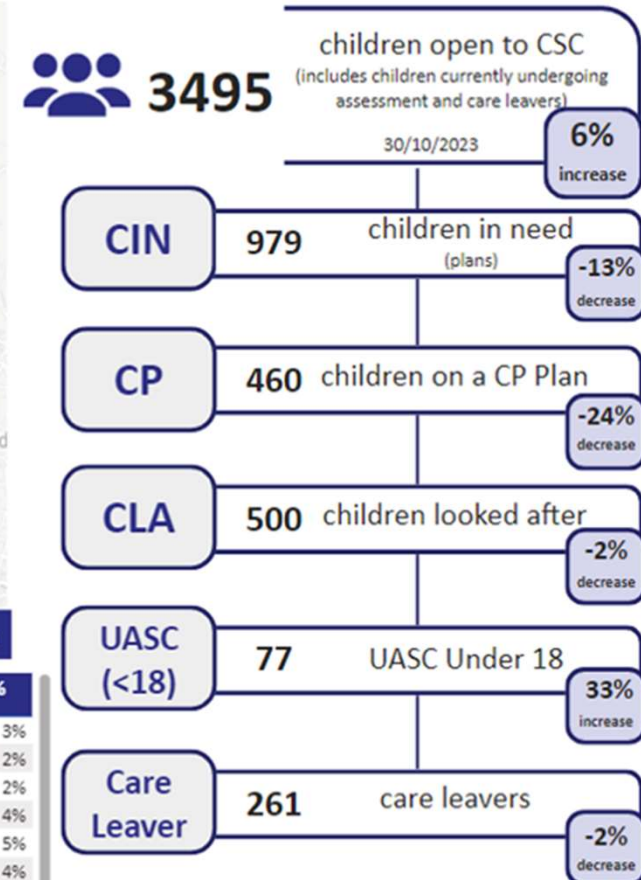 children open to CSC
(includes children currently undergoing
assessment and care leavers)
3495
30/10/2023
6%
increase
CIN
979
children in need
(plans)
-13%
decrease
CP
460
children on a CP Plan
-24%
decrease
CLA
500
children looked after
-2%
decrease
UASC
(<18)
77
UASC Under 18
33%
increase
Care
Leaver
261
care leavers
-2%
decrease
%
3%
2%
2%
4%
5%
4%